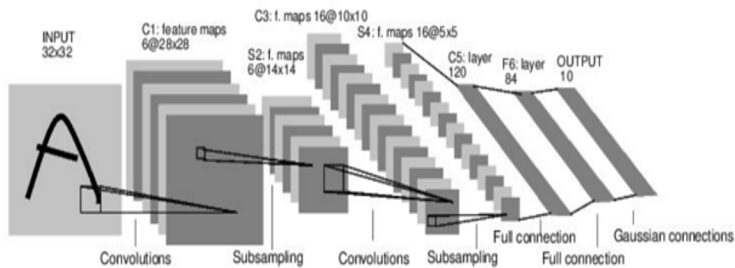 INPUT
32x32
C1: feature maps
6@28x28
S2: f. maps
6@14x14
C3: f. maps 16@10x10
S4: f. maps 16@5x5
C5: layer
120
F6: layer
84
OUTPUT
10
A
Convolutions
Subsampling
Convolutions
Subsampling
Full connection
Full connection
Gaussian connections